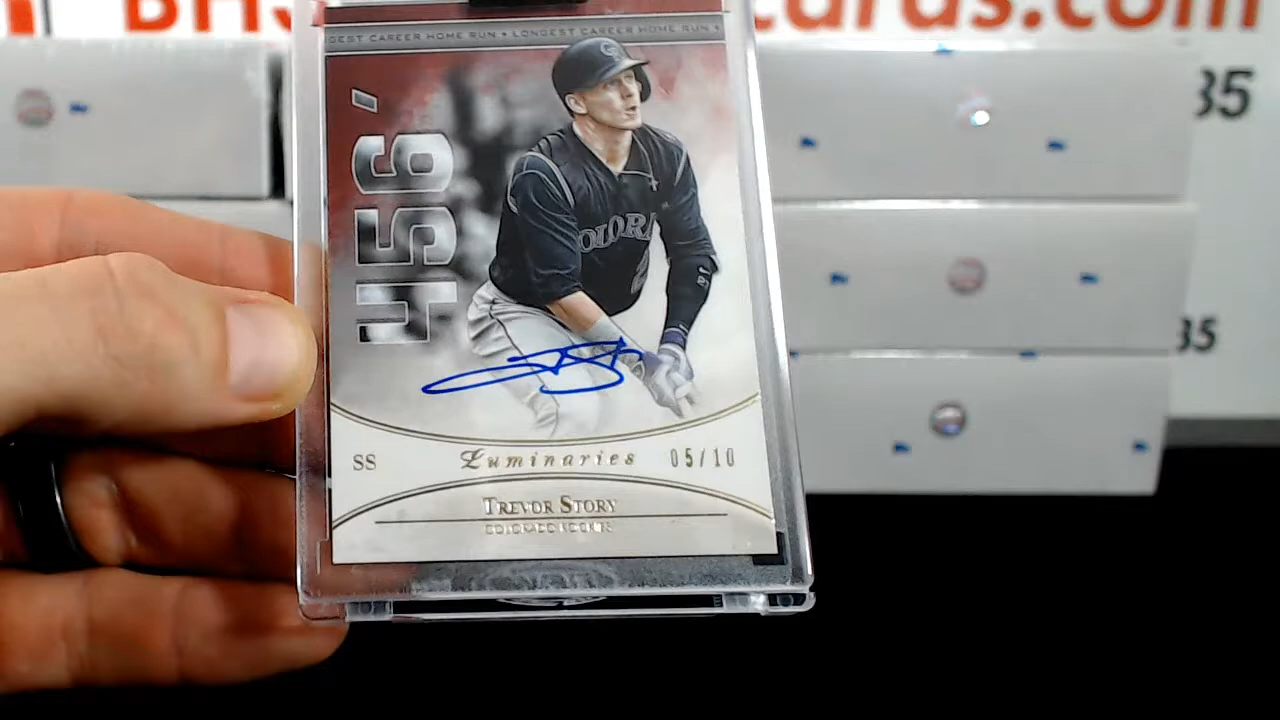 BHS cards.com
GEST CAREER HOME RUN • LONGEST CAREER HOME RUN •
35
456'
COLORA
35
SS Luminaries 05/10
TREVOR STORY
COLORADO ROCKIES